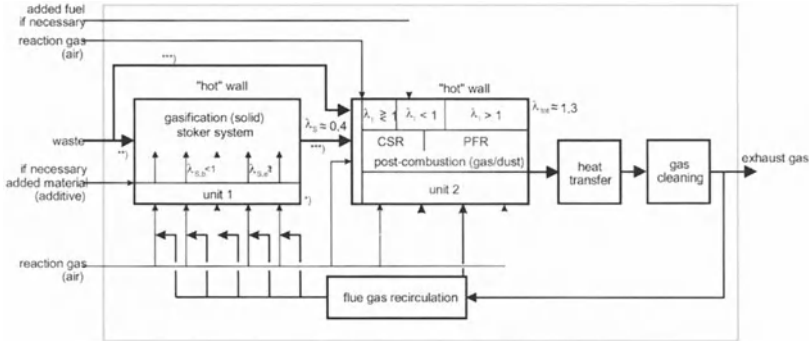 added fuel
if necessary
reaction gas
(air)
***)
"hot" wall
"hot" wall
gasification (solid)
stoker system
λS ≈ 0,4
λ1 ≷ 1
λ1 < 1
λ1 > 1
≈ 1,3
waste
**)
****)
CSR
PFR
post-combustion (gas/dust)
heat
transfer
gas
cleaning
exhaust gas
if necessary
added material
(additive)
unit 1
unit 2
*)
reaction gas
(air)
flue gas recirculation